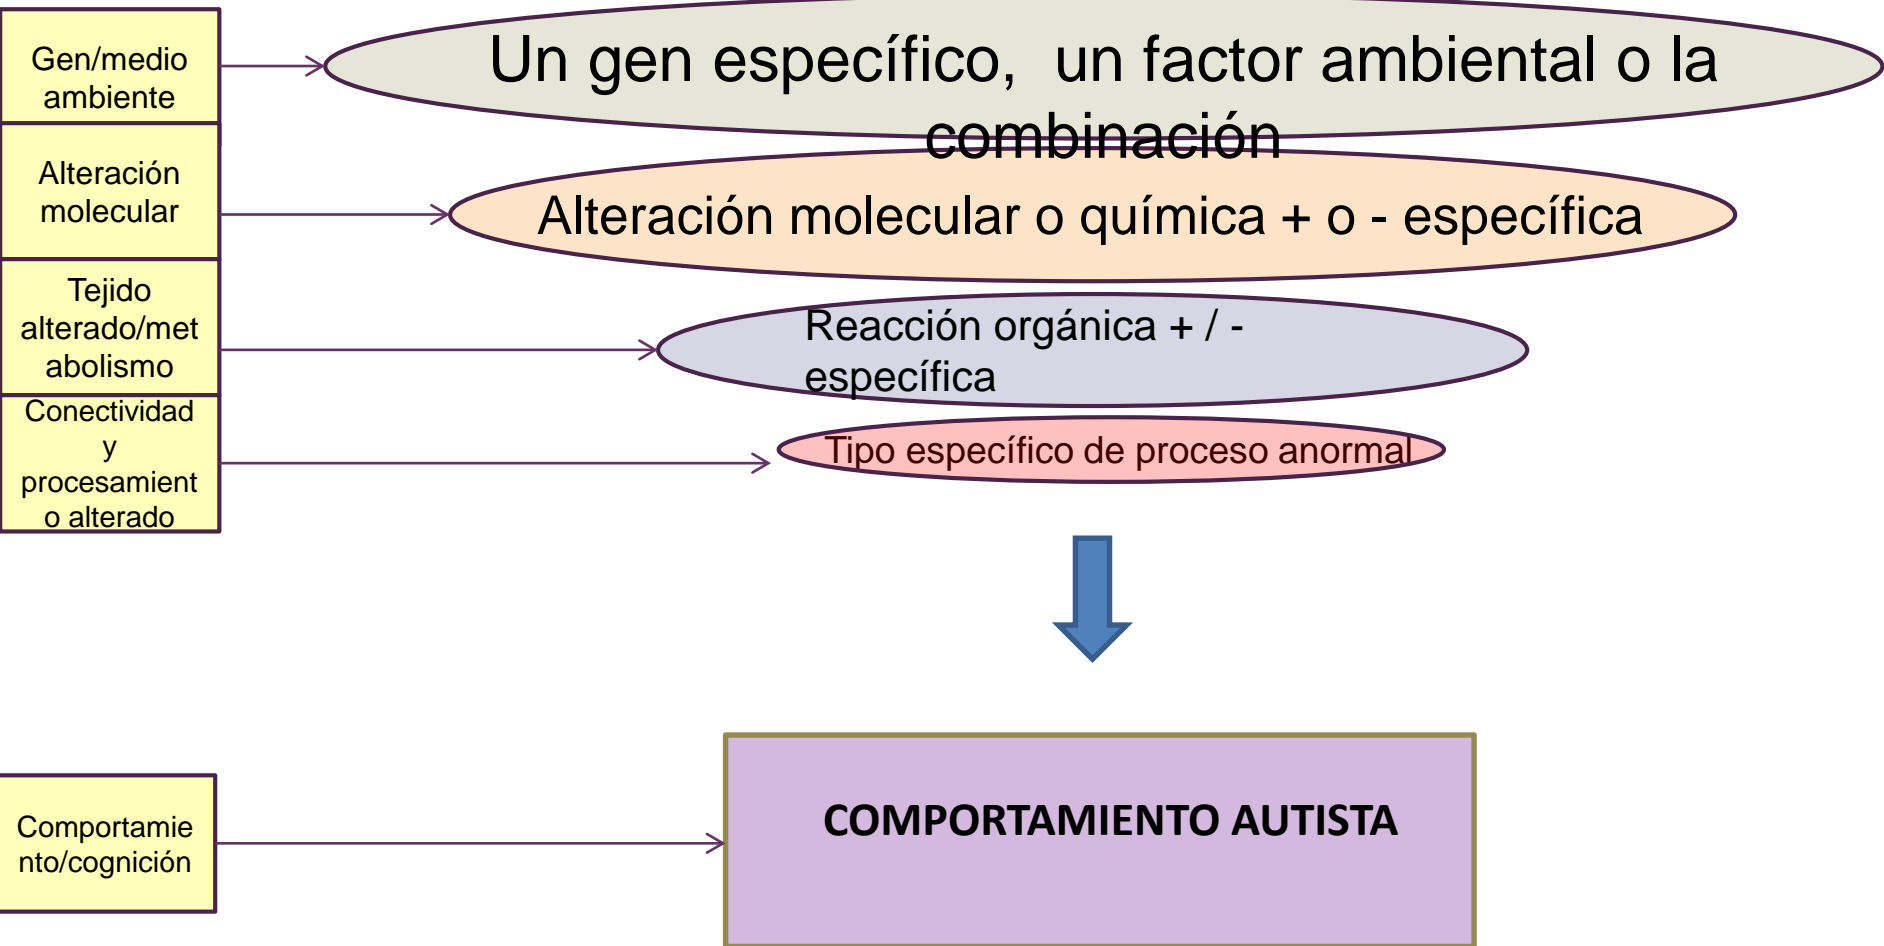 Gen/medio
ambiente
Un gen específico, un factor ambiental o la
combinación
Alteración
molecular
Alteración molecular o química + o - específica
Tejido
alterado/met
abolismo
Reacción orgánica + / -
específica
Conectividad
y
procesamient
o alterado
Tipo específico de proceso anormal
Comportamie
nto/cognición
COMPORTAMIENTO AUTISTA